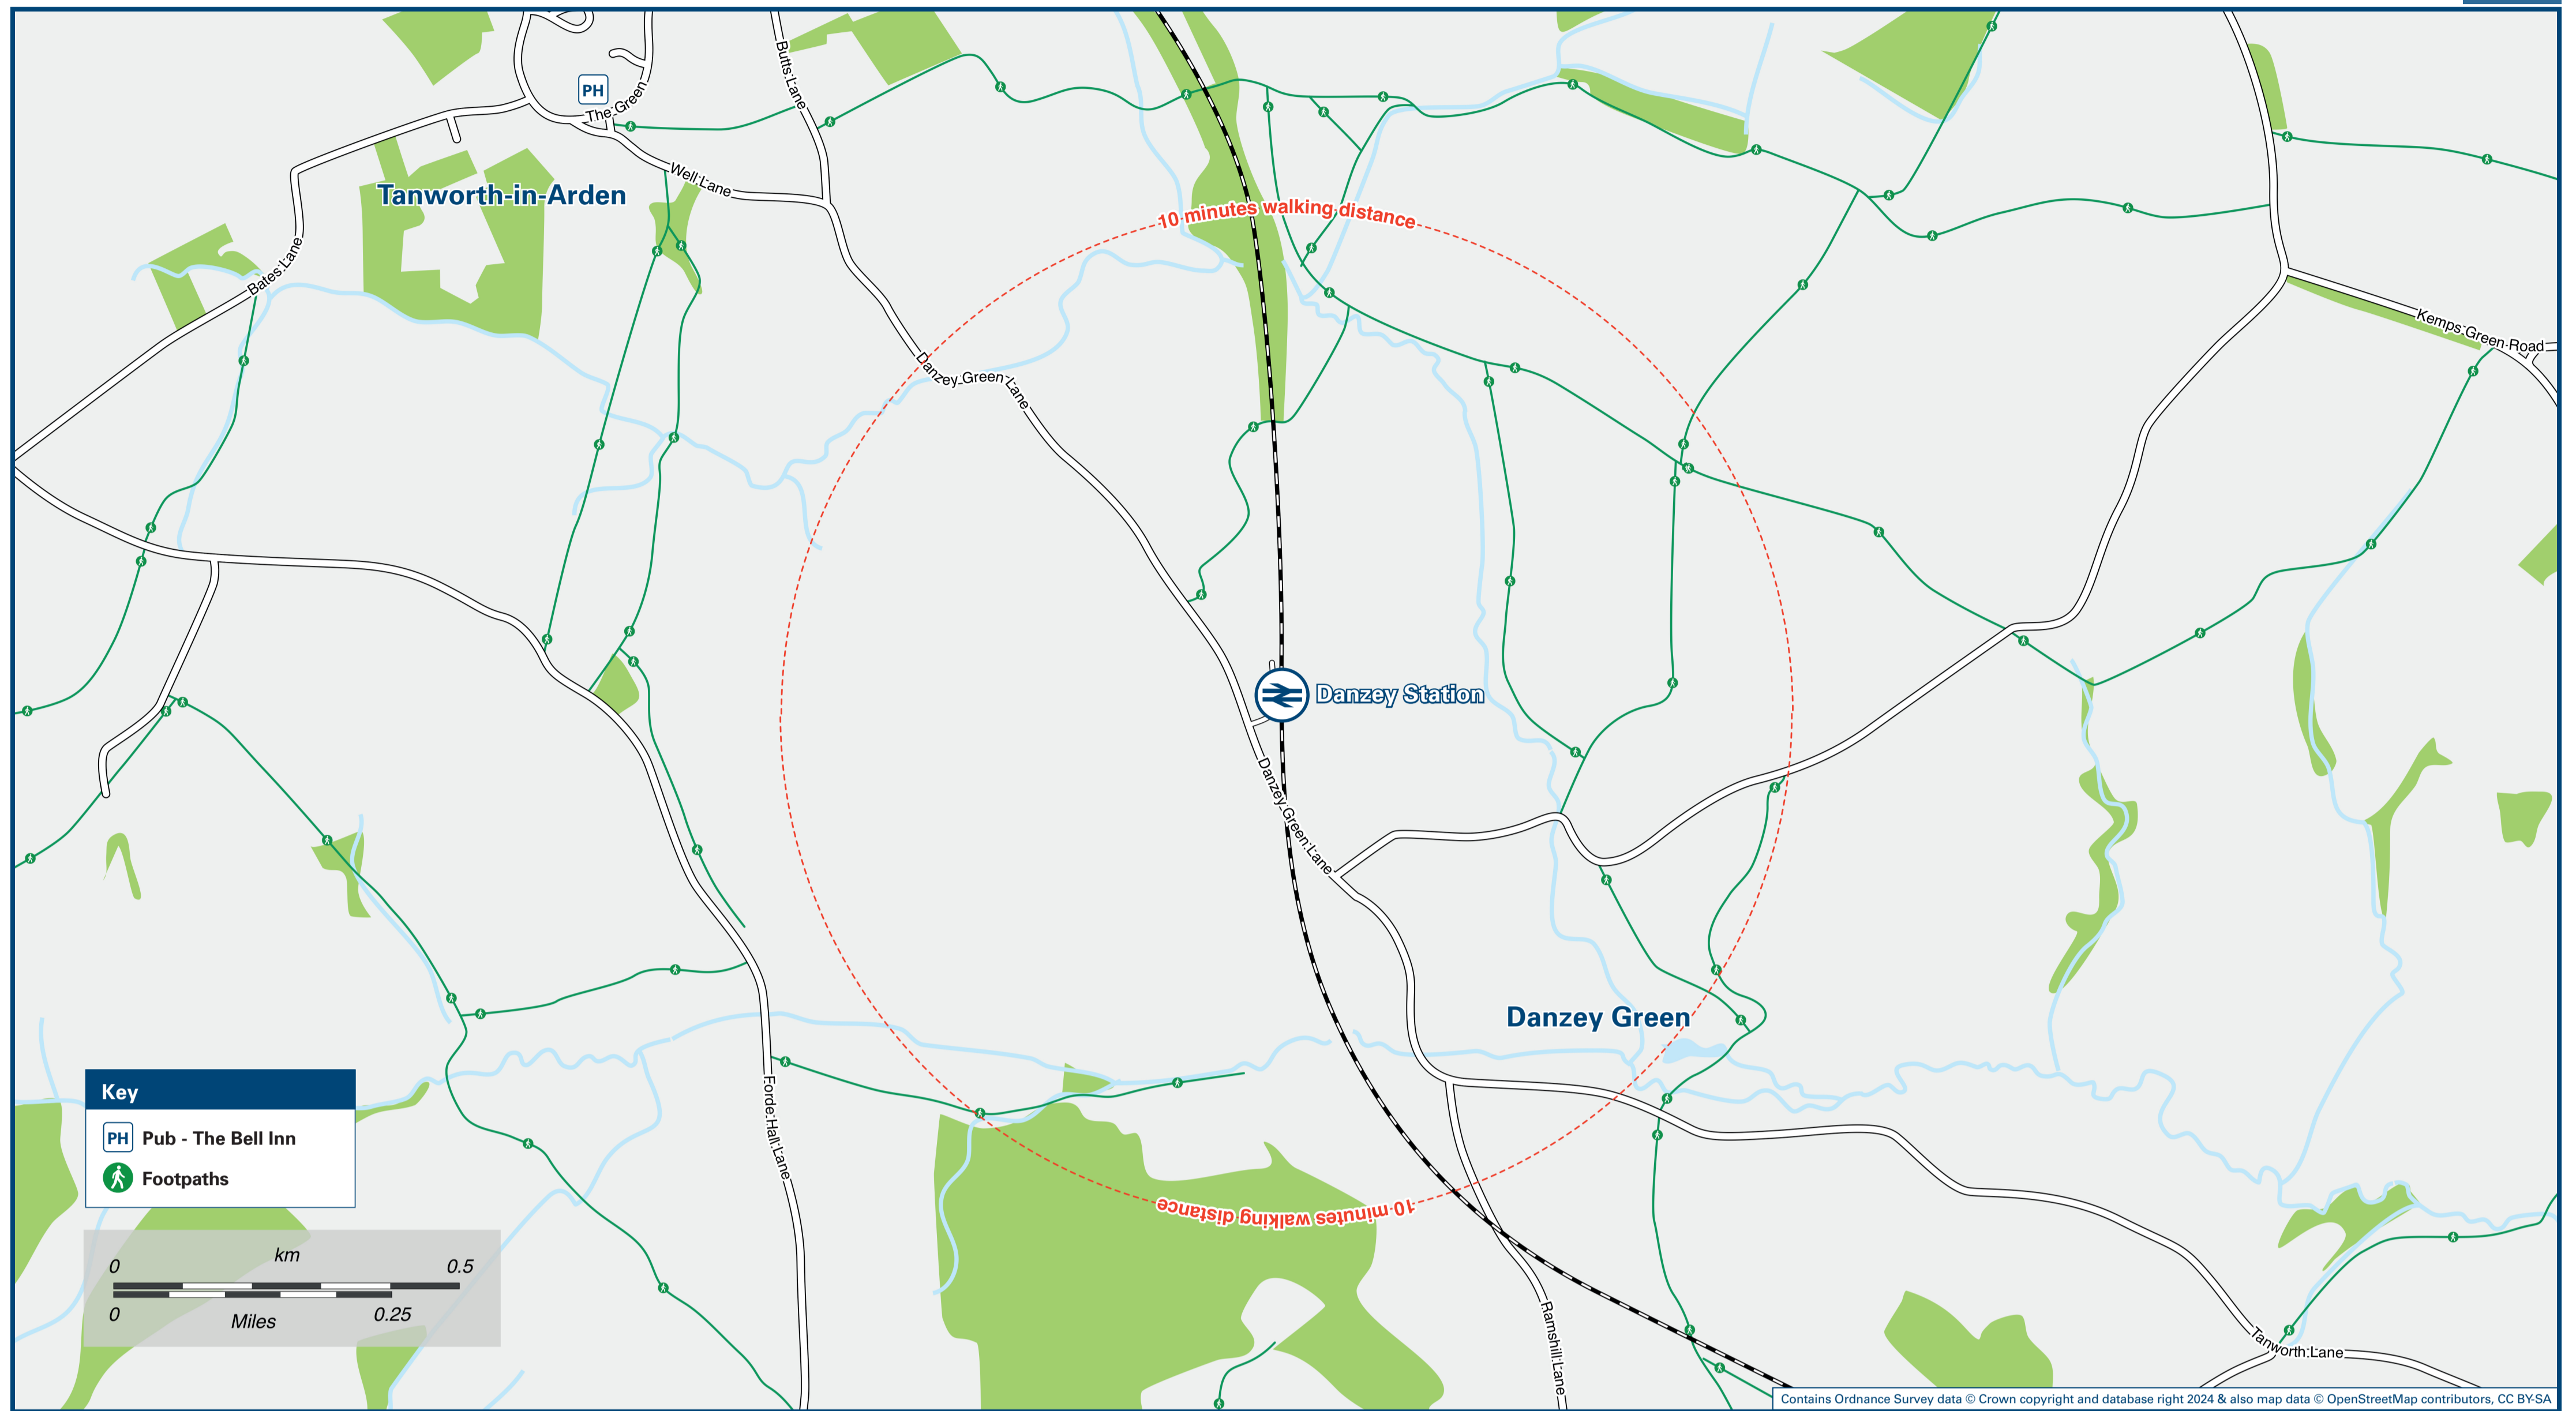 Butts Lane
PH
The Green
Well Lane
Tanworth-in-Arden
10 minutes walking distance
Bates Lane
Kemps Green Road
Danzey Green Lane
Danzey Station
Danzey Green Lane
Danzey Green
Forde Hall Lane
10 minutes walking distance
Ramshill Lane
Tanworth Lane
Key
PH Pub - The Bell Inn
Footpaths
km
0 0.5
0 0.25
Miles
Contains Ordnance Survey data © Crown copyright and database right 2024 & also map data © OpenStreetMap contributors, CC BY-SA